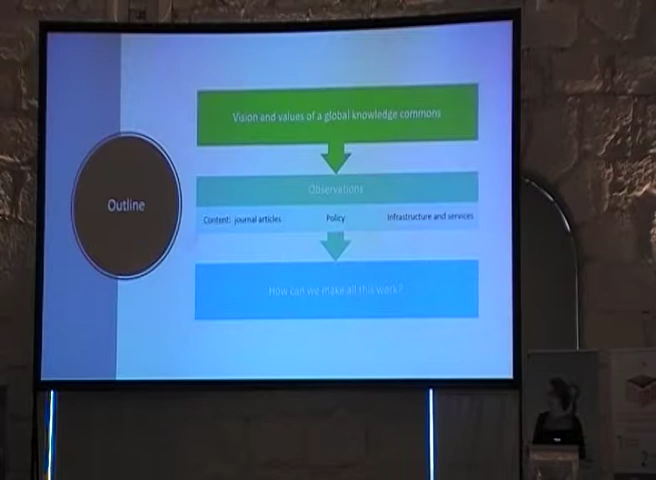 Vision and values of a global knowledge commons
Outline
Observations
Content: journal articles
Policy
Infrastructure and services
How can we make all this work?